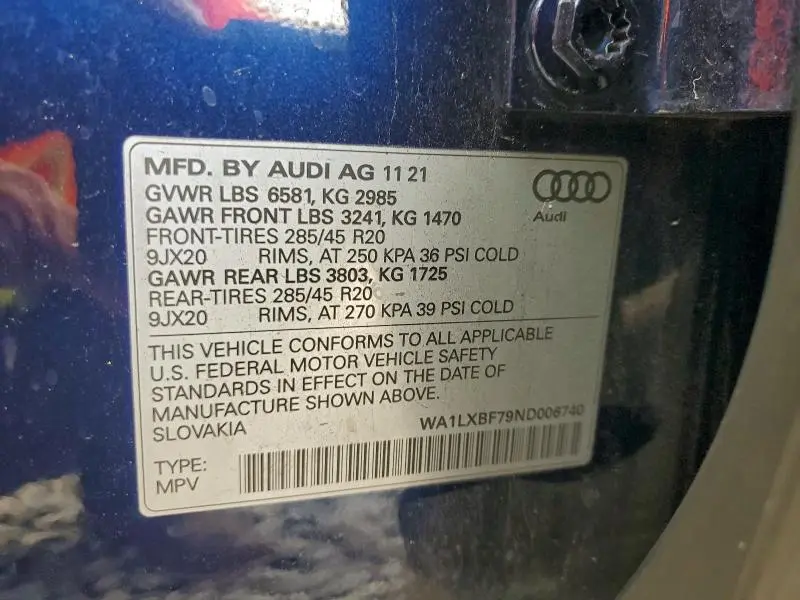 MFD. BY AUDI AG 11 21
GVWR LBS 6581, KG 2985
GAWR FRONT LBS 3241, KG 1470
FRONT-TIRES 285/45 R20
9JX20 RIMS, AT 250 KPA 36 PSI COLD
GAWR REAR LBS 3803, KG 1725
REAR-TIRES 285/45 R20
9JX20 RIMS, AT 270 KPA 39 PSI COLD
Audi
THIS VEHICLE CONFORMS TO ALL APPLICABLE
U.S. FEDERAL MOTOR VEHICLE SAFETY
STANDARDS IN EFFECT ON THE DATE OF
MANUFACTURE SHOWN ABOVE.
SLOVAKIA WA1LXBF79ND006740
TYPE:
MPV